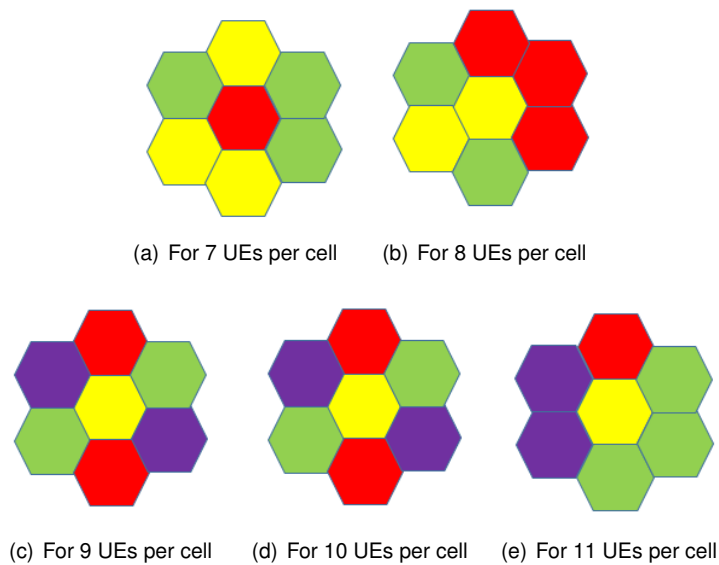 (a) For 7 UEs per cell
(b) For 8 UEs per cell
(c) For 9 UEs per cell
(d) For 10 UEs per cell
(e) For 11 UEs per cell